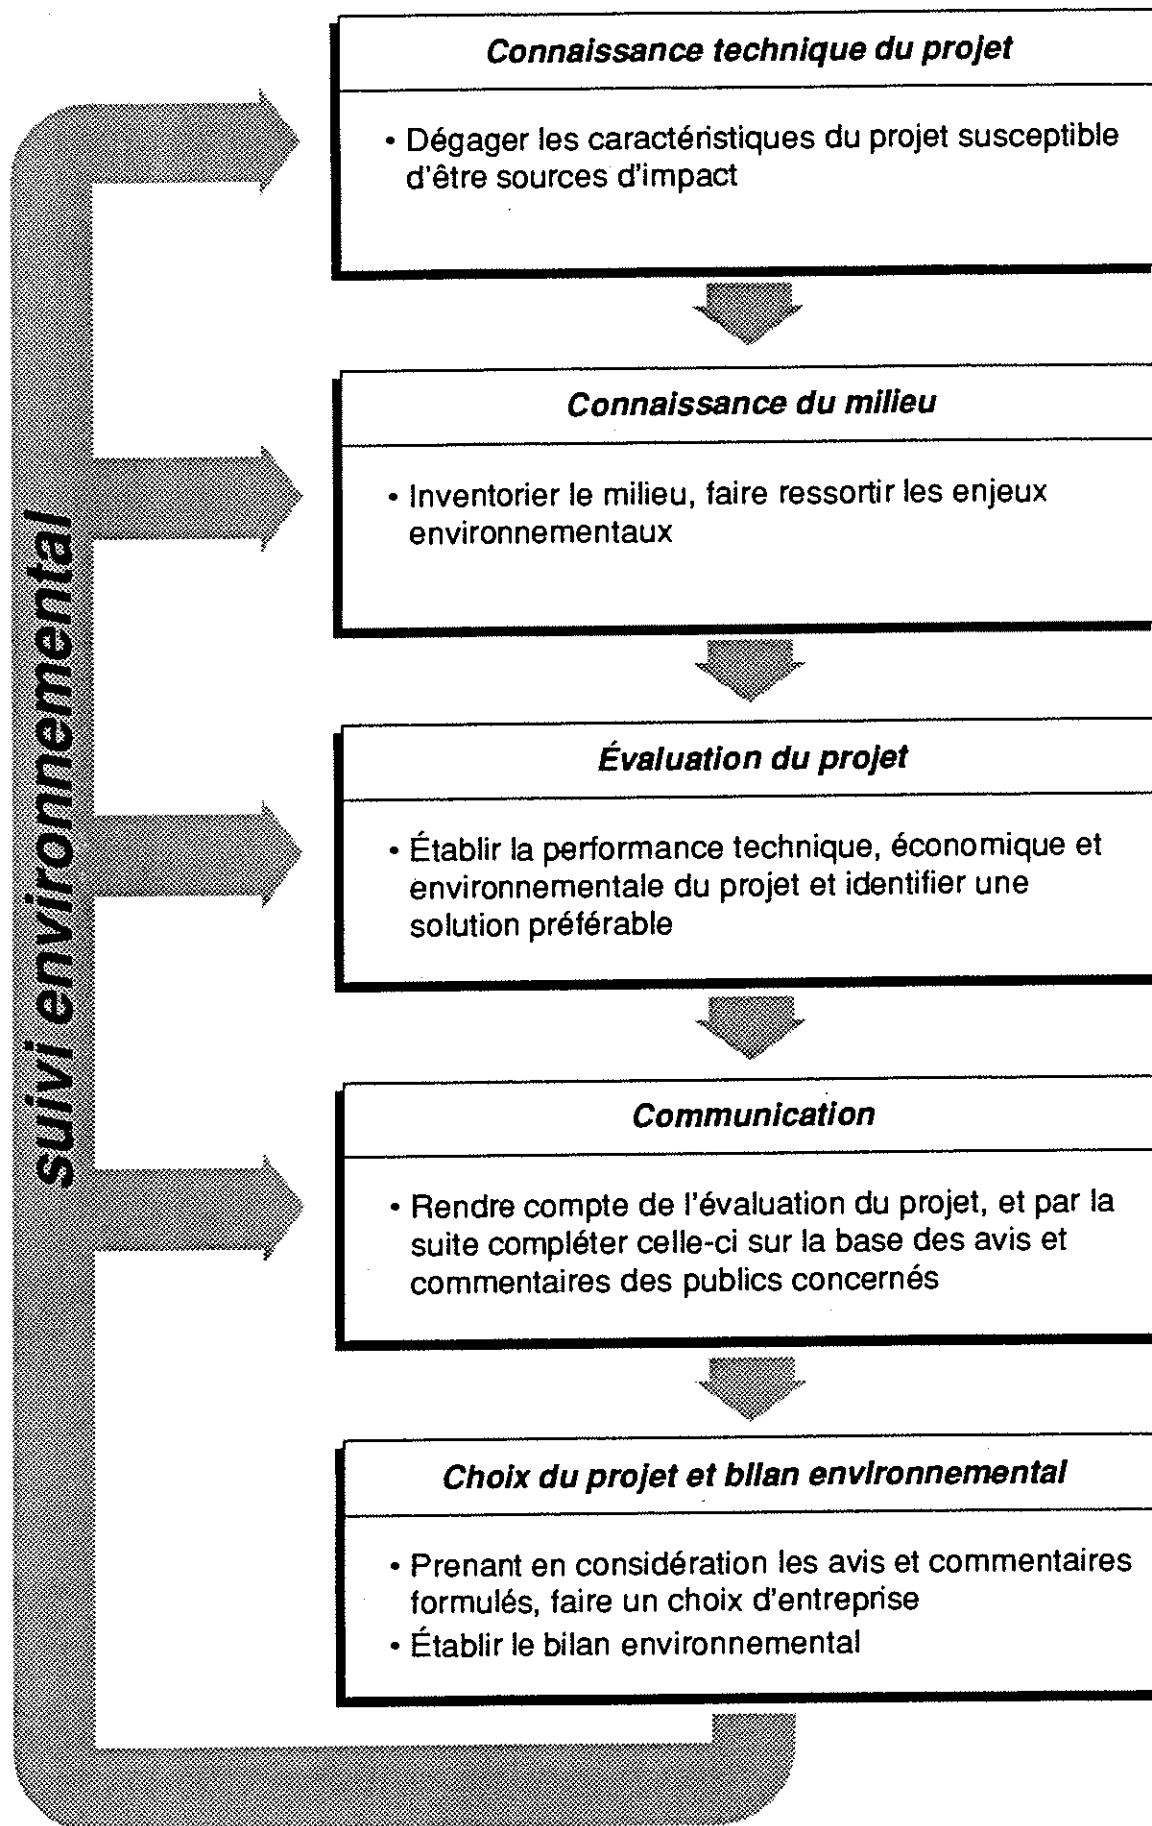 Connaissance technique du projet
• Dégager les caractéristiques du projet susceptible
d'être sources d'impact
Connaissance du milieu
• Inventorier le milieu, faire ressortir les enjeux
environnementaux
Évaluation du projet
• Établir la performance technique, économique et
environnementale du projet et identifier une
solution préférable
Communication
• Rendre compte de l'évaluation du projet, et par la
suite compléter celle-ci sur la base des avis et
commentaires des publics concernés
Choix du projet et bilan environnemental
• Prenant en considération les avis et commentaires
formulés, faire un choix d'entreprise
• Établir le bilan environnemental
suivi environnemental